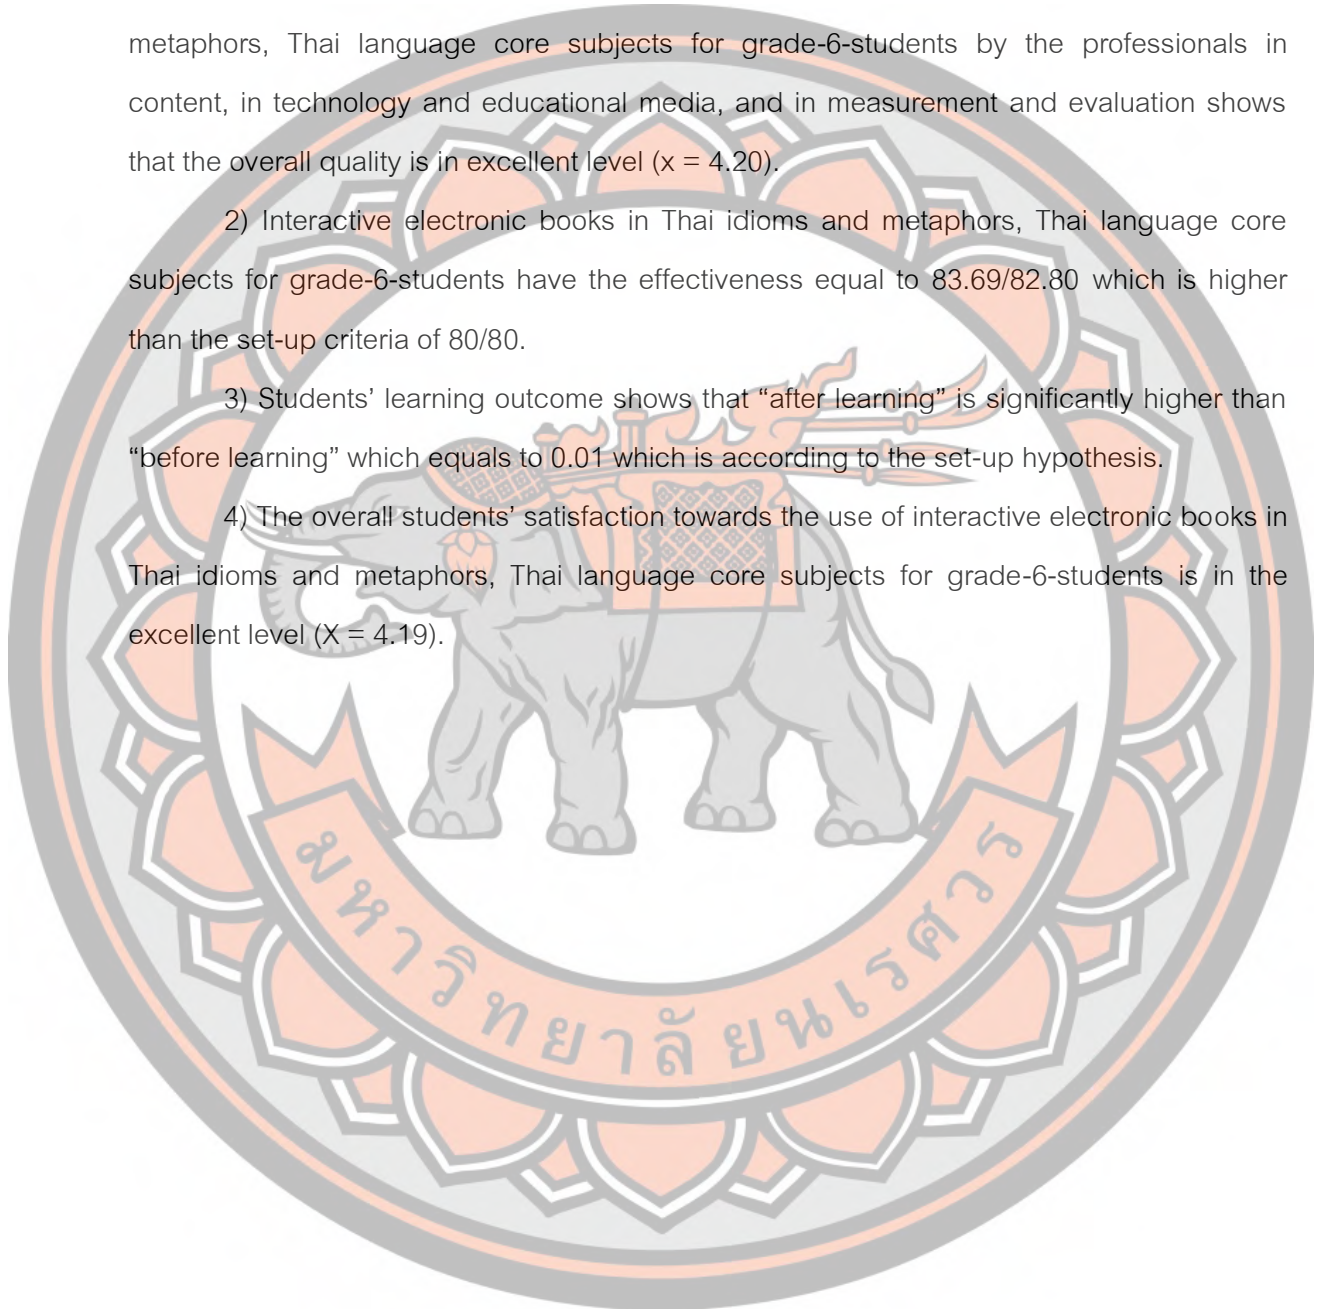 metaphors, Thai language core subjects for grade-6-students by the professionals in
content, in technology and educational media, and in measurement and evaluation shows
that the overall quality is in excellent level (x = 4.20).
2) Interactive electronic books in Thai idioms and metaphors, Thai language core
subjects for grade-6-students have the effectiveness equal to 83.69/82.80 which is higher
than the set-up criteria of 80/80.
3) Students’ learning outcome shows that “after learning” is significantly higher than
“before learning” which equals to 0.01 which is according to the set-up hypothesis.
4) The overall students’ satisfaction towards the use of interactive electronic books in
Thai idioms and metaphors, Thai language core subjects for grade-6-students is in the
excellent level (X = 4.19).
มหาวิทยาลัยนเรศวร